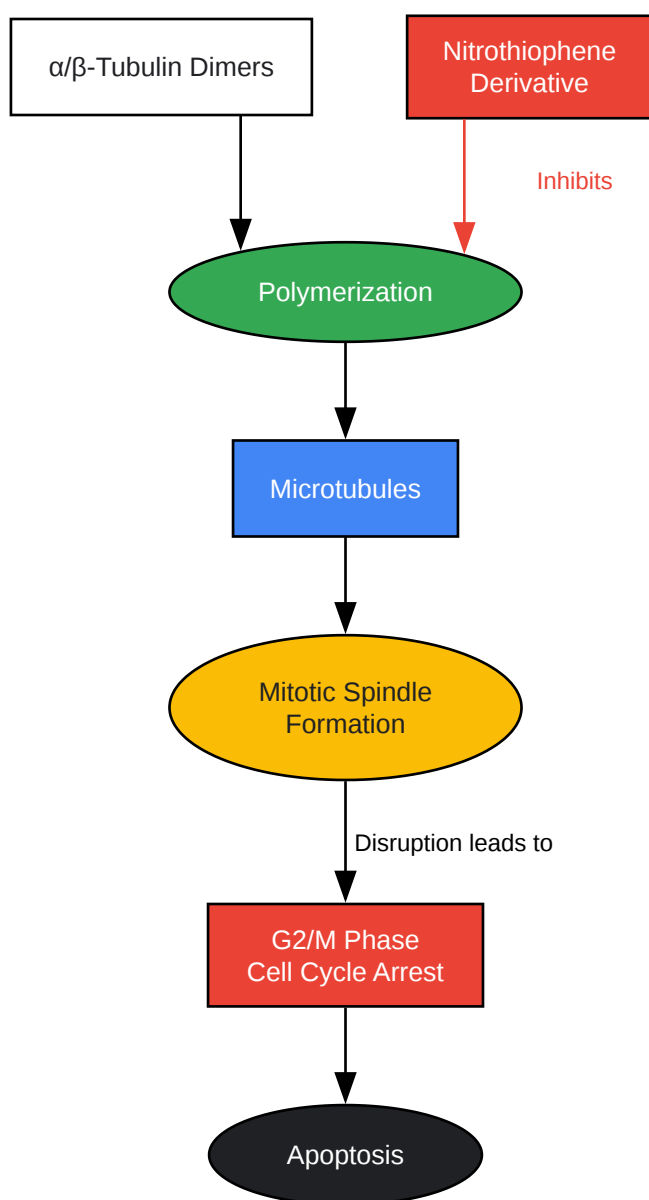 α/β-Tubulin Dimers
Nitrothiophene
Derivative
Inhibits
Polymerization
Microtubules
Mitotic Spindle
Formation
Disruption leads to
G2/M Phase
Cell Cycle Arrest
Apoptosis